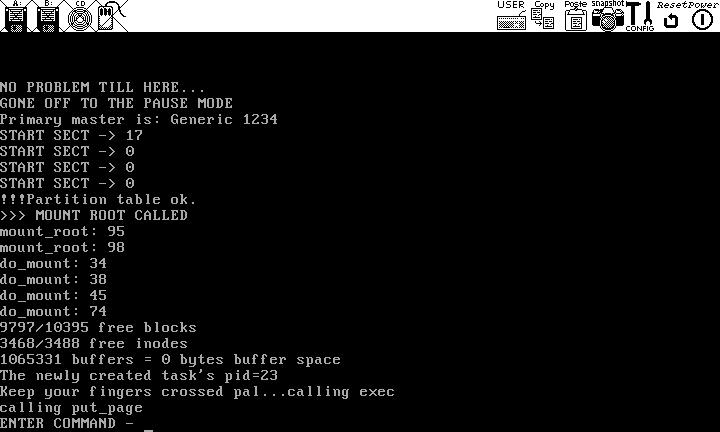 A: B: CD
USER Copy Paste snapshot ResetPower
CONFIG
NO PROBLEM TILL HERE...
GONE OFF TO THE PAUSE MODE
Primary master is: Generic 1234
START SECT -> 17
START SECT -> 0
START SECT -> 0
START SECT -> 0
!!!Partition table ok.
>>> MOUNT ROOT CALLED
mount_root: 95
mount_root: 98
do_mount: 34
do_mount: 38
do_mount: 45
do_mount: 74
9797/10395 free blocks
3468/3488 free inodes
1065331 buffers = 0 bytes buffer space
The newly created task's pid=23
Keep your fingers crossed pal...calling exec
calling put_page
ENTER COMMAND - _